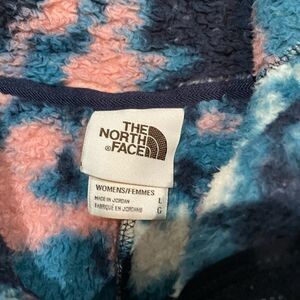 THE
NORTH
FACE
WOMENS/FEMMES
MADE IN JORDAN L
FABRIQUÉ EN JORDANIE G